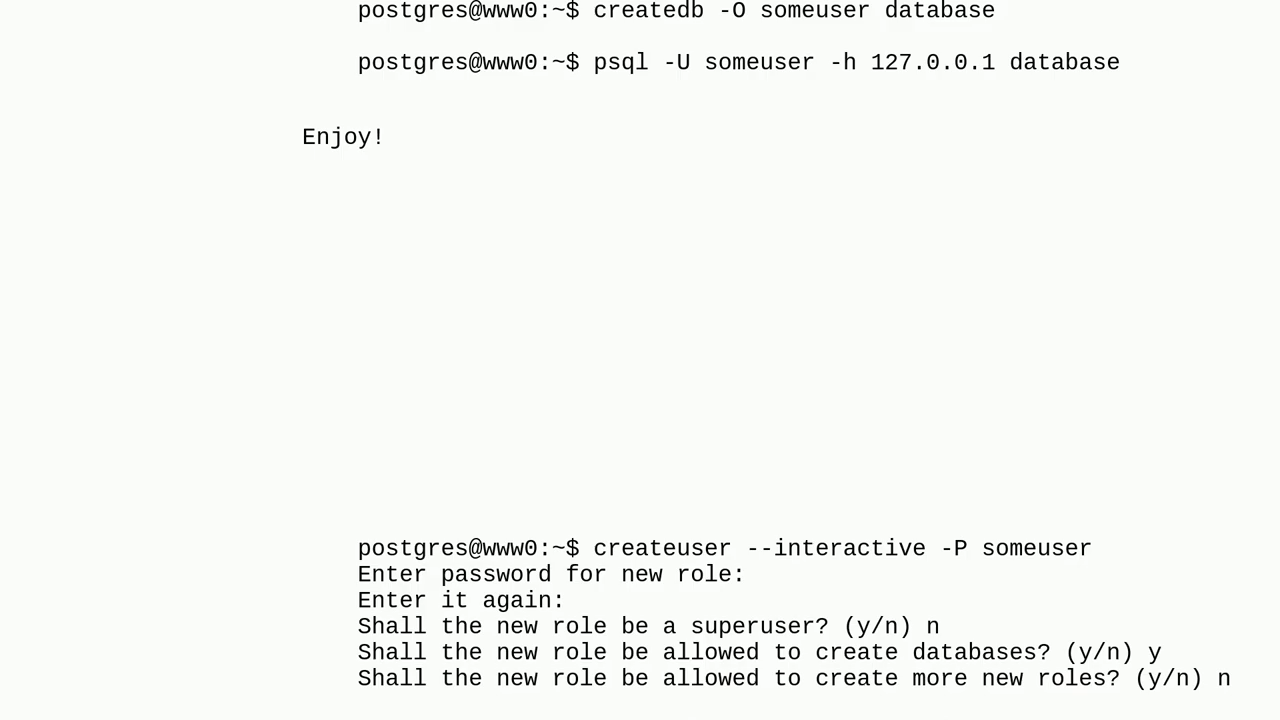 postgres@www0:~$ createdb -O someuser database
postgres@www0:~$ psql -U someuser -h 127.0.0.1 database
Enjoy!
postgres@www0:~$ createuser --interactive -P someuser
Enter password for new role:
Enter it again:
Shall the new role be a superuser? (y/n) n
Shall the new role be allowed to create databases? (y/n) y
Shall the new role be allowed to create more new roles? (y/n) n